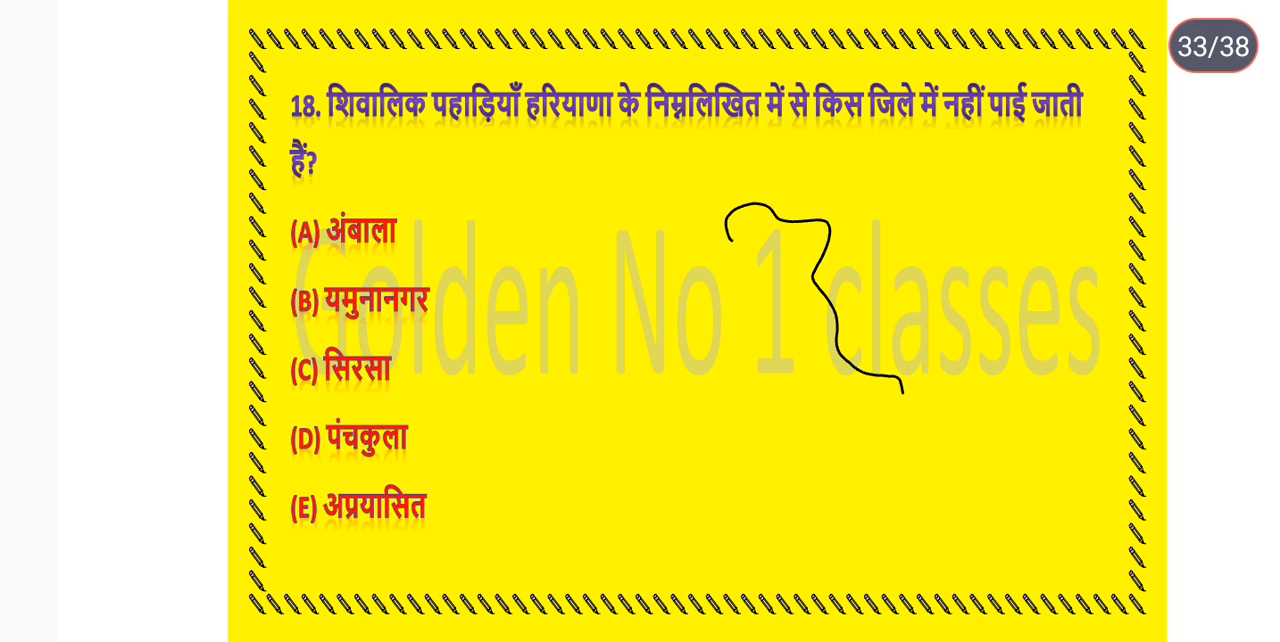 33/38
18. शिवालिक पहाड़ियाँ हरियाणा के निम्नलिखित में से किस जिले में नहीं पाई जाती
हैं?
(A) अंबाला
(B) यमुनानगर
(C) सिरसा
(D) पंचकुला
(E) अप्रयासित
Golden No 1 classes